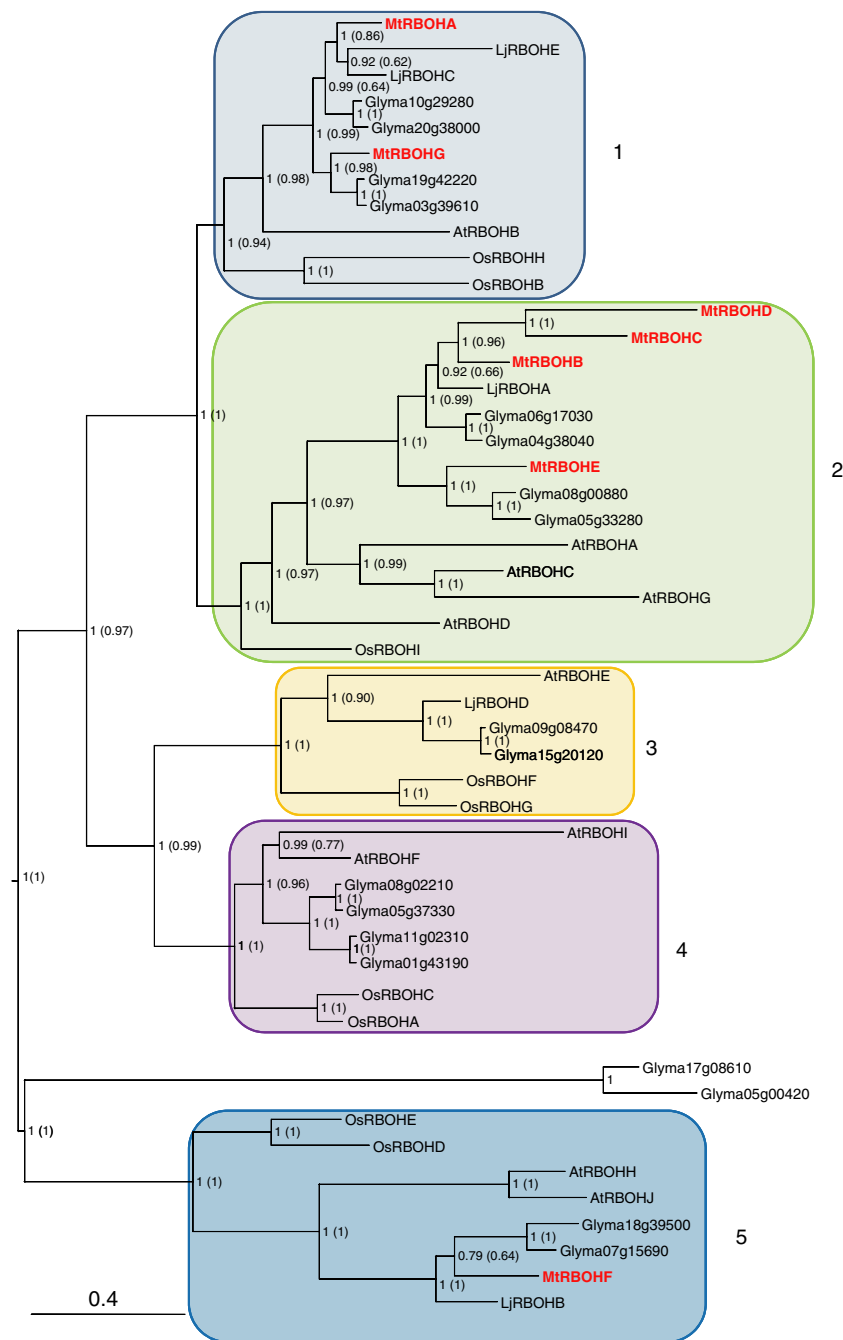 MtRBOHA
1 (0.86)
LjRBOHE
0.92 (0.62)
LjRBOHC
0.99 (0.64)
Glyma10g29280
1 (1)
Glyma20g38000
1 (0.99)
MtRBOHG
1 (0.98)
Glyma19g42220
1 (1)
Glyma03g39610
1 (0.98)
AtRBOHB
1 (0.94)
OsRBOHH
1 (1)
OsRBOHB
1
MtRBOHD
1 (1)
MtRBOHC
1 (0.96)
MtRBOHB
0.92 (0.66)
LjRBOHA
1 (0.99)
Glyma06g17030
1 (1)
Glyma04g38040
1 (1)
MtRBOHE
1 (1)
Glyma08g00880
1 (1)
Glyma05g33280
1 (0.97)
AtRBOHA
1 (0.99)
AtRBOHC
1 (1)
AtRBOHG
1 (0.97)
AtRBOHD
1 (1)
OsRBOHI
2
1 (1)
1 (0.97)
AtRBOHE
1 (0.90)
LjRBOHD
1 (1)
Glyma09g08470
1 (1)
Glyma15g20120
1 (1)
OsRBOHF
1 (1)
OsRBOHG
3
1 (0.99)
AtRBOHI
0.99 (0.77)
AtRBOHF
1 (0.96)
Glyma08g02210
1 (1)
Glyma05g37330
1 (1)
Glyma11g02310
1 (1)
Glyma01g43190
1 (1)
OsRBOHC
1 (1)
OsRBOHA
4
1(1)
Glyma17g08610
1
Glyma05g00420
1 (1)
OsRBOHE
1 (1)
OsRBOHD
1 (1)
AtRBOHH
1 (1)
AtRBOHJ
1 (1)
Glyma18g39500
1 (1)
Glyma07g15690
0.79 (0.64)
MtRBOHF
1 (1)
LjRBOHB
5
0.4